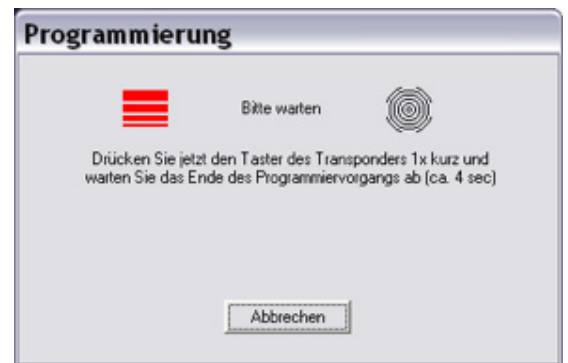 Programmierung
Bitte warten
Drücken Sie jetzt den Taster des Transponders 1x kurz und
warten Sie das Ende des Programmiervorgangs ab (ca. 4 sec)
Abbrechen